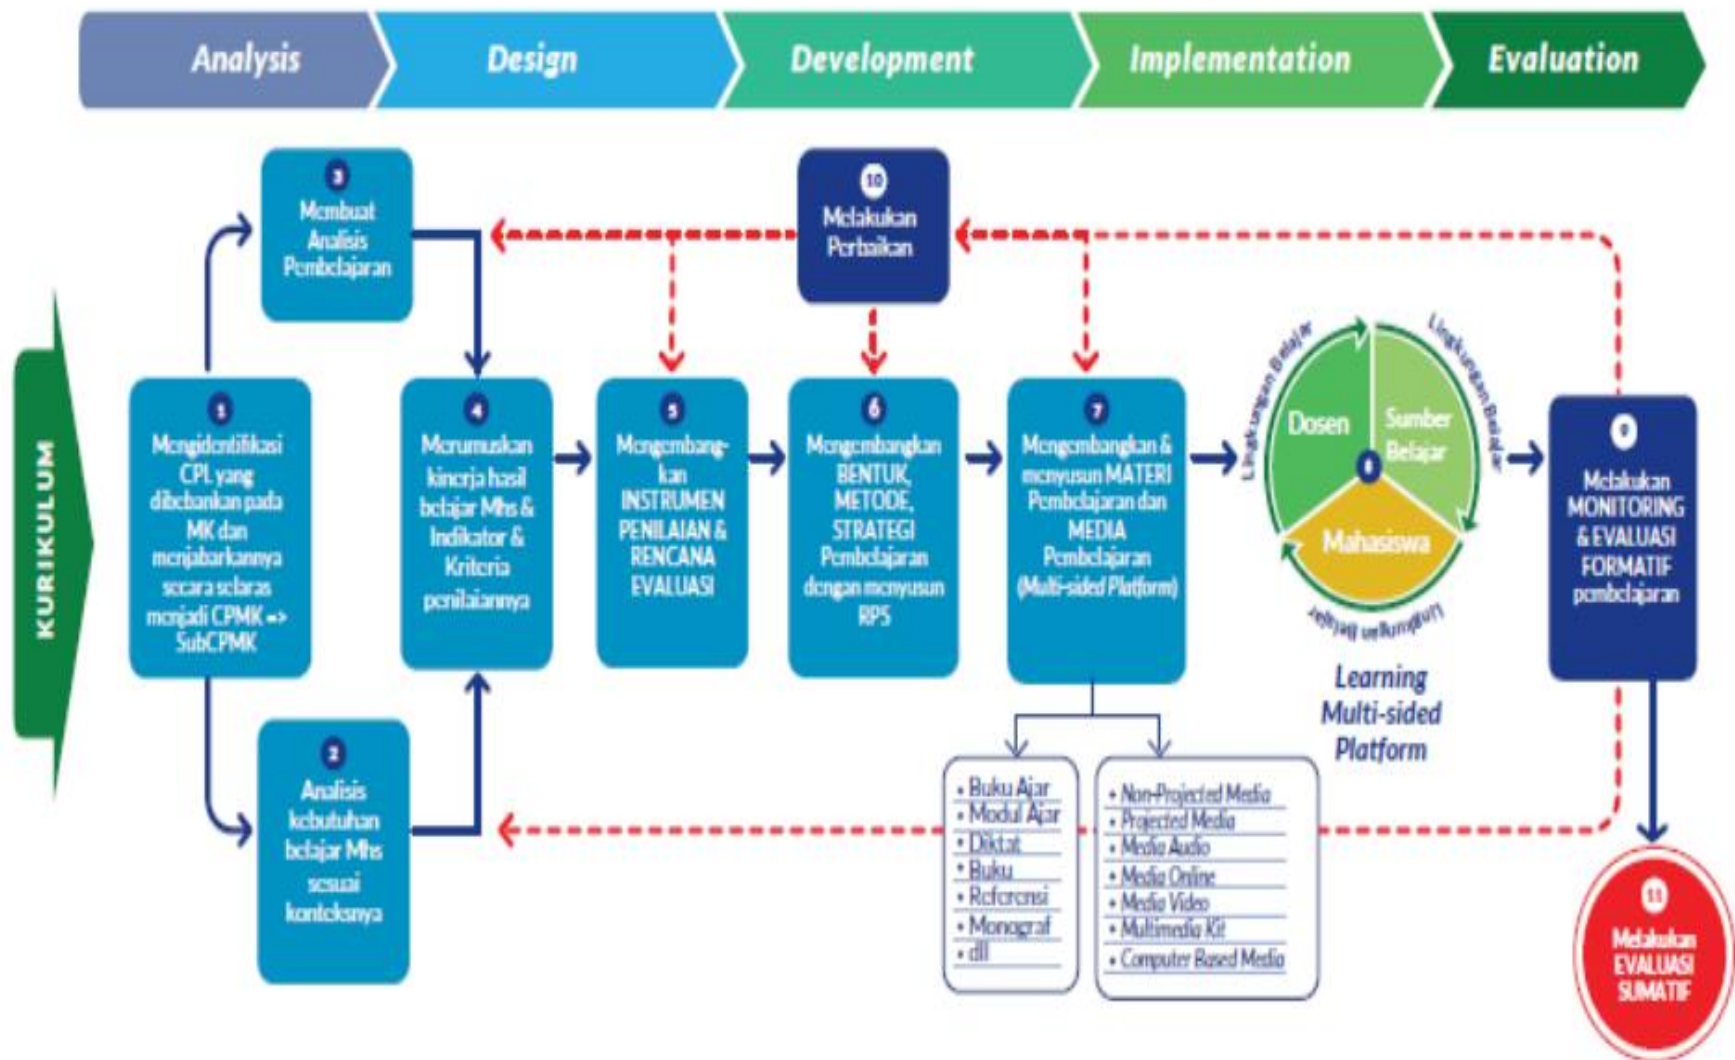 Analysis
Design
Development
Implementation
Evaluation
KURIKULUM
1
Mengidentifikasi
CPL yang
dibebankan pada
MK dan
menjabarkannya
secara selaras
menjadi CPMK =>
SubCPMK
2
Analisis
kebutuhan
belajar Mhs
sesuai
konteksnya
3
Membuat
Analisis
Pembelajaran
4
Merumuskan
kinerja hasil
belajar Mhs &
Indikator &
Kriteria
penilaiannya
5
Mengembang-
kan
INSTRUMEN
PENILAIAN &
RENCANA
EVALUASI
6
Mengembangkan
BENTUK,
METODE,
STRATEGI
Pembelajaran
dengan menyusun
RPS
7
Mengembangkan &
menyusun MATERI
Pembelajaran dan
MEDIA
Pembelajaran
(Multi-sided Platform)
• Buku Ajar
• Modul Ajar
• Diktat
• Buku
• Referensi
• Monograf
• dll
• Non-Projected Media
• Projected Media
• Media Audio
• Media Online
• Media Video
• Multimedia Kit
• Computer Based Media
Lingkungan Belajar
Lingkungan Belajar
Lingkungan Belajar
Dosen
Sumber
Belajar
8
Mahasiswa
Learning
Multi-sided
Platform
9
Melakukan
MONITORING
& EVALUASI
FORMATIF
pembelajaran
10
Melakukan
Perbaikan
11
Melakukan
EVALUASI
SUMATIF